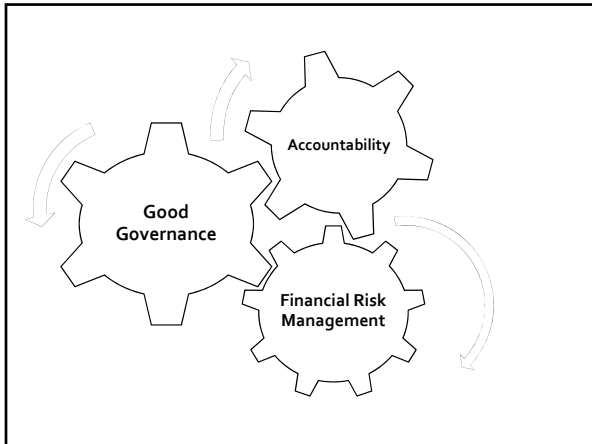 Accountability
Good
Governance
Financial Risk
Management